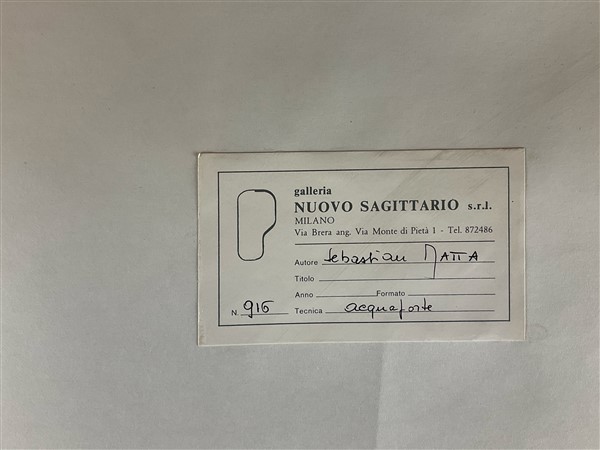 galleria
NUOVO SAGITTARIO s.r.l.
MILANO
Via Brera ang. Via Monte di Pietà 1 - Tel. 872486
Autore Sebastian MATTA
Titolo
Anno Formato
N. 916 Tecnica acquaforte